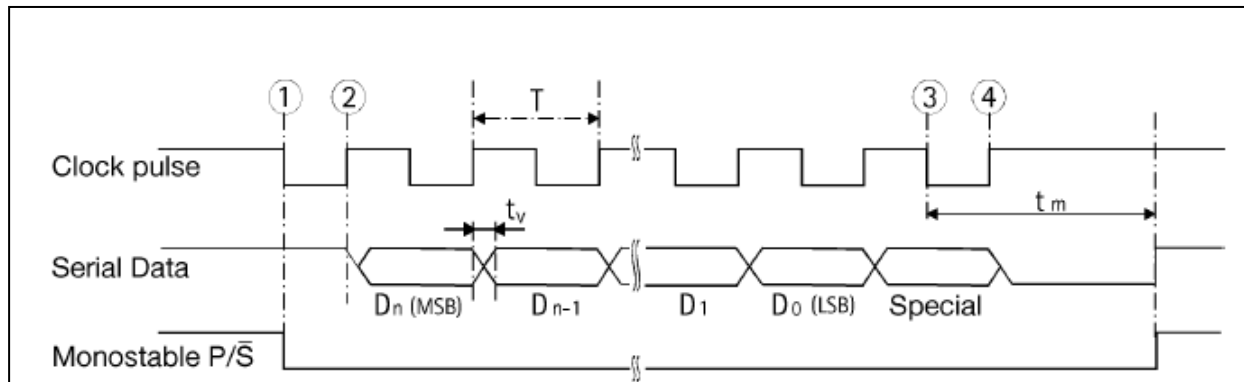 ① ② T ③ ④
Clock pulse
tv tm
Serial Data
Dn (MSB) Dn-1 D1 D0 (LSB) Special
Monostable P/S̅